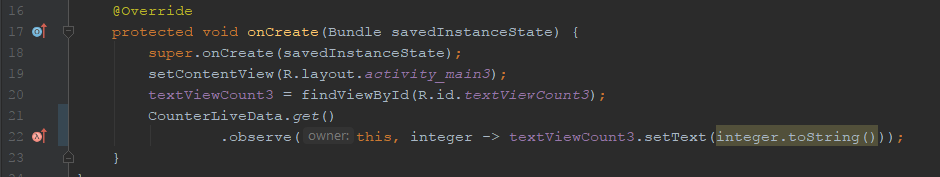 16 @Override
17 protected void onCreate(Bundle savedInstanceState) {
18 super.onCreate(savedInstanceState);
19 setContentView(R.layout.activity_main3);
20 textViewCount3 = findViewById(R.id.textViewCount3);
21 CounterLiveData.get()
22 .observe( owner: this, integer -> textViewCount3.setText(integer.toString()));
23 }